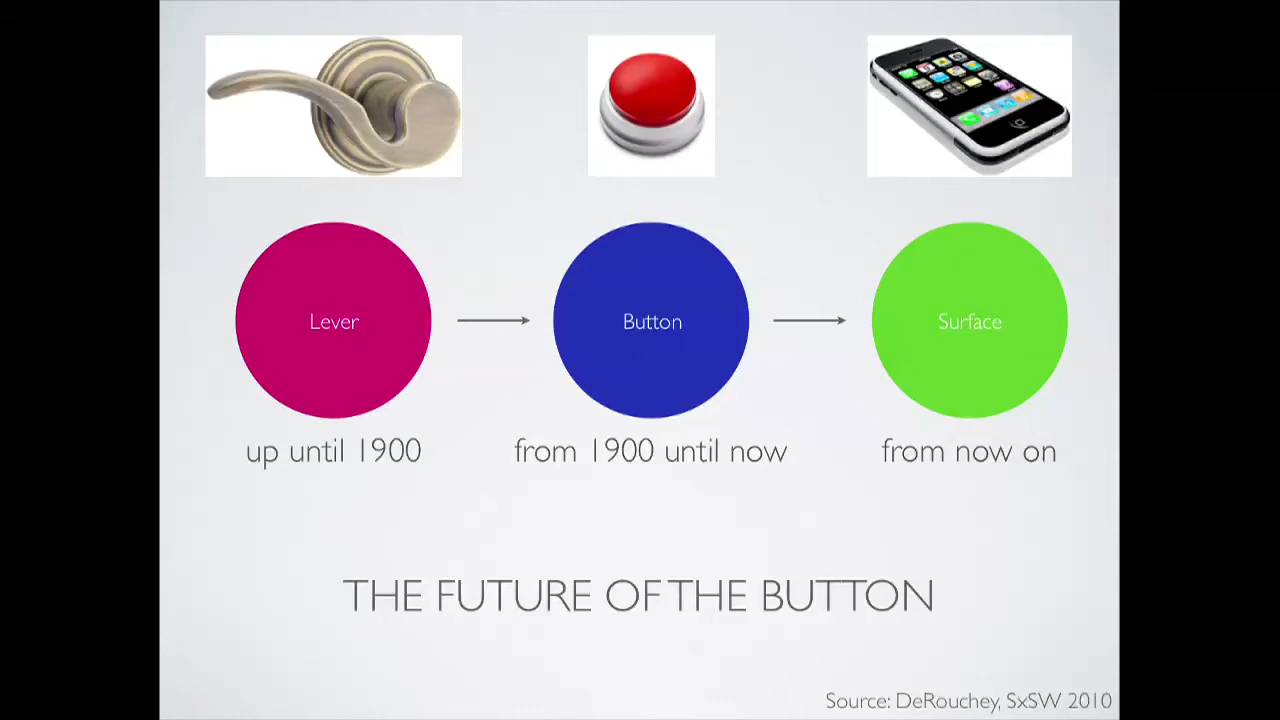 Lever
Button
Surface
up until 1900
from 1900 until now
from now on
THE FUTURE OF THE BUTTON
Source: DeRouchey, SxSW 2010